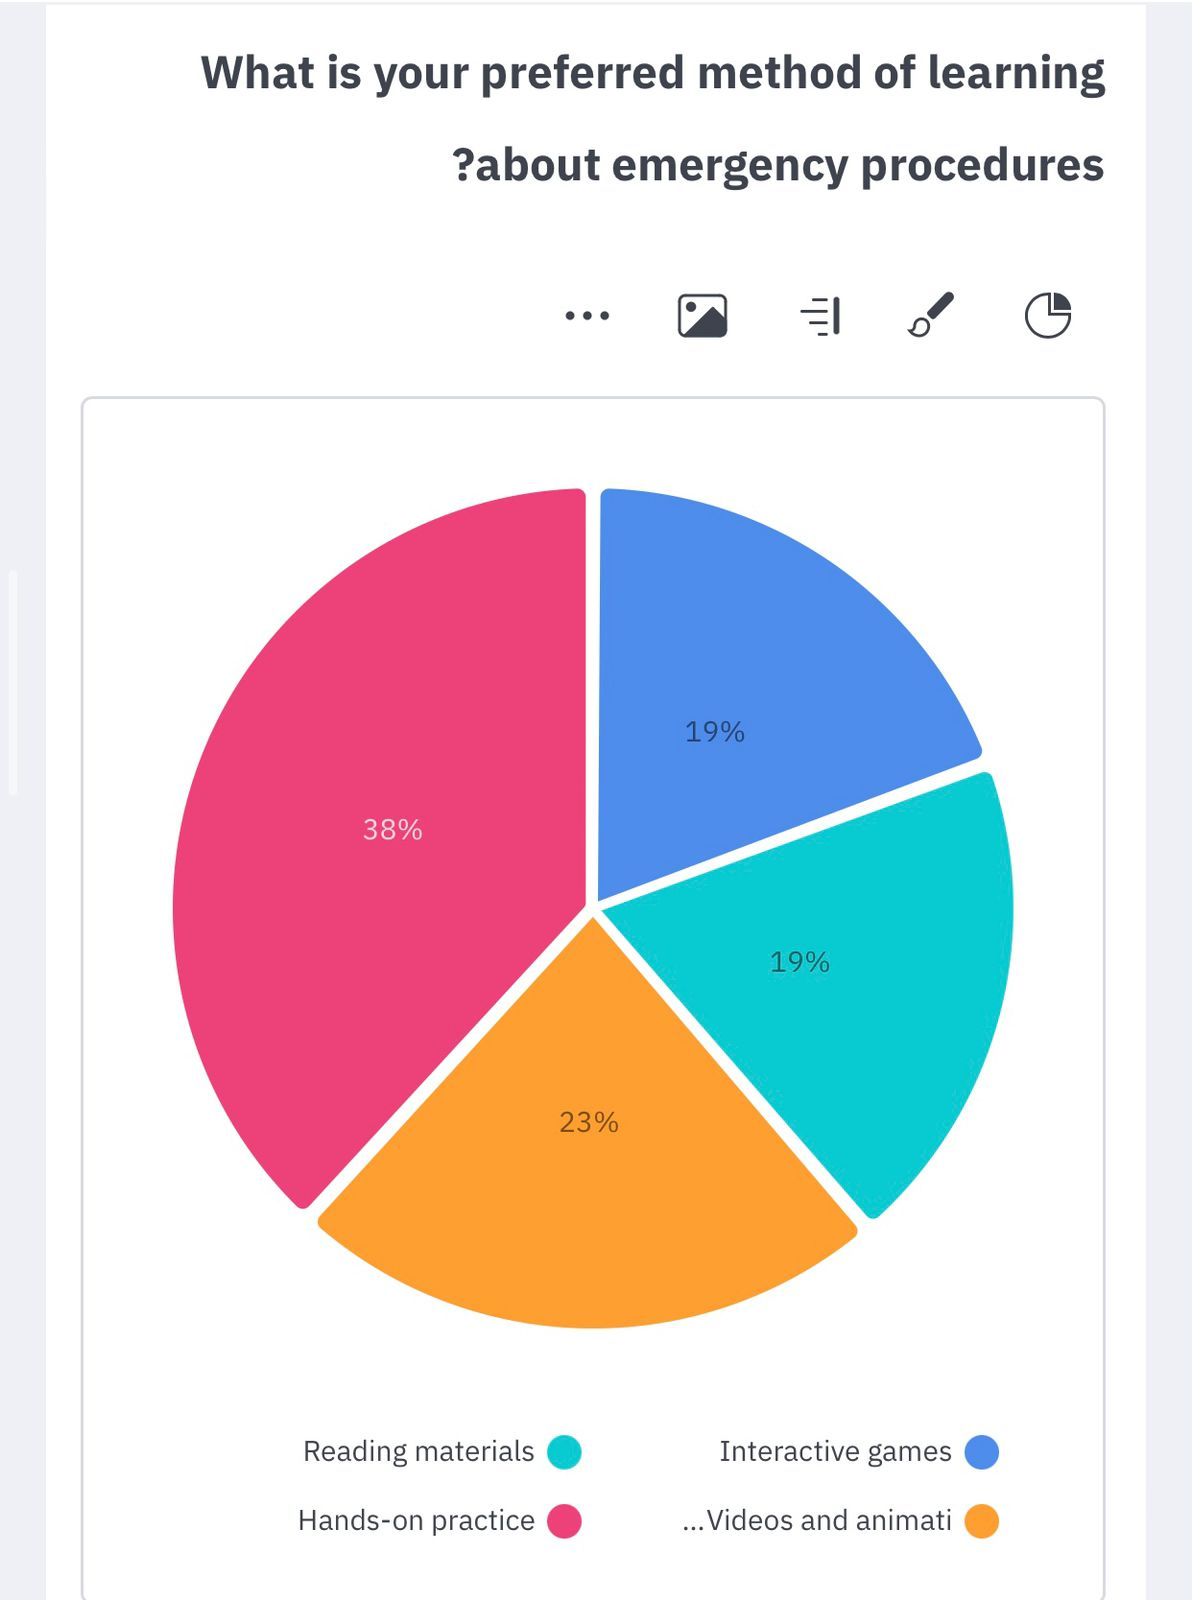 What is your preferred method of learning
?about emergency procedures
19%
19%
23%
38%
Interactive games
Reading materials
...Videos and animati
Hands-on practice